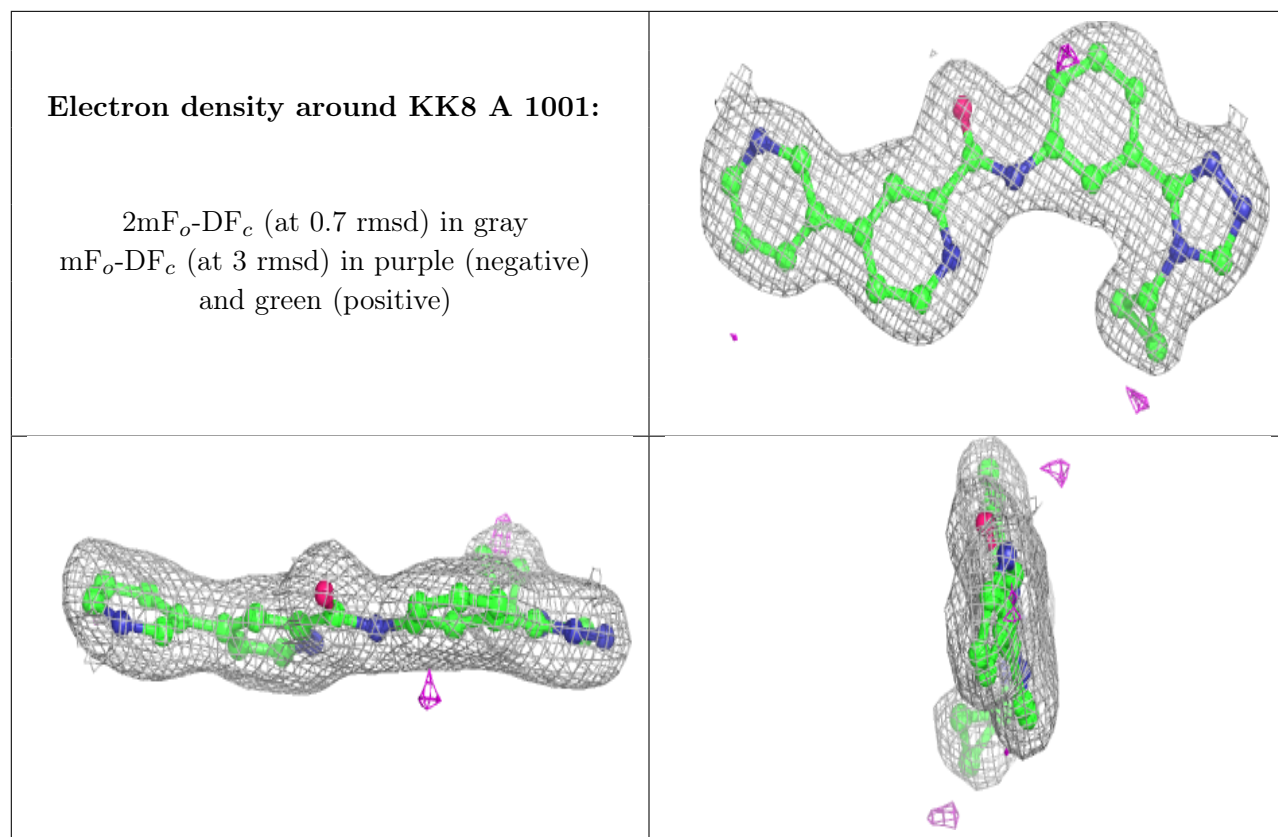 Electron density around KK8 A 1001:
2mFo-DFc (at 0.7 rmsd) in gray
mFo-DFc (at 3 rmsd) in purple (negative)
and green (positive)